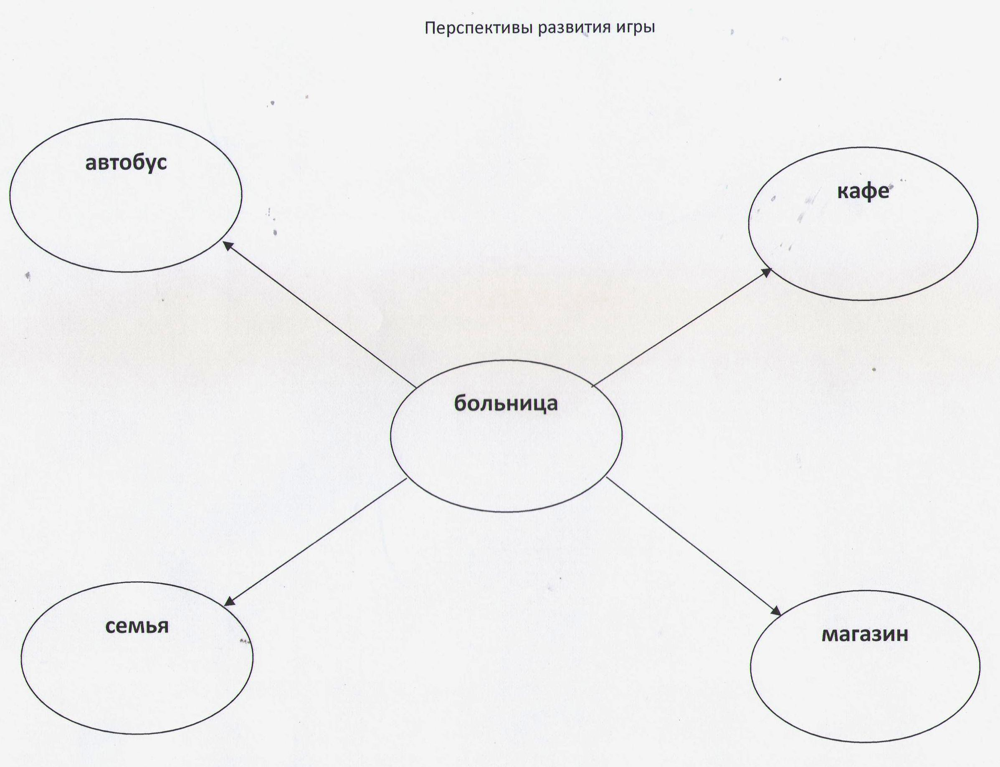 Перспективы развития игры
автобус
кафе
больница
семья
магазин